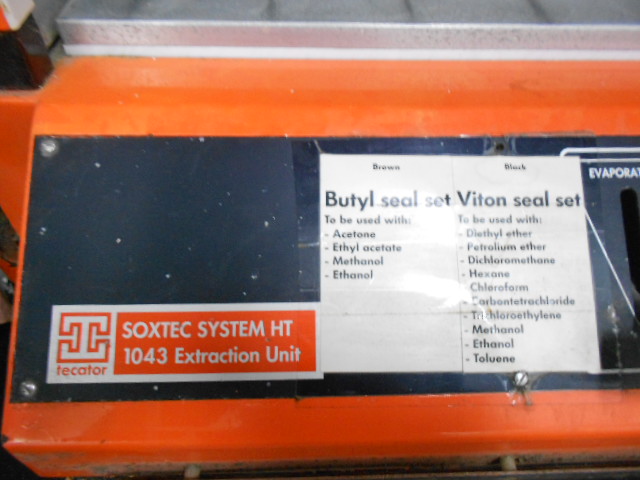 Brown
Butyl seal set
To be used with:
- Acetone
- Ethyl acetate
- Methanol
- Ethanol
Black
Viton seal set
To be used with:
- Diethyl ether
- Petrolium ether
- Dichloromethane
- Hexane
Chloroform
- Carbontetrachloride
- Trichloroethylene
- Methanol
- Ethanol
- Toluene
EVAPORAT
tecator
SOXTEC SYSTEM HT
1043 Extraction Unit